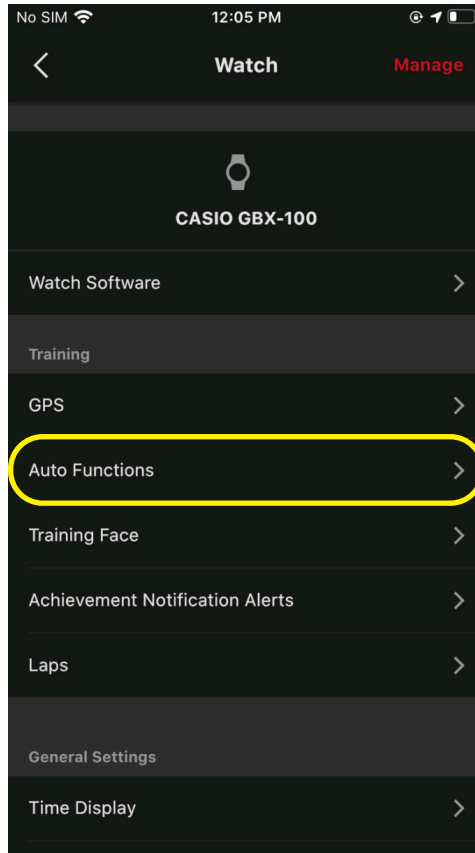 No SIM 12:05 PM
Watch Manage
CASIO GBX-100
Watch Software
Training
GPS
Auto Functions
Training Face
Achievement Notification Alerts
Laps
General Settings
Time Display